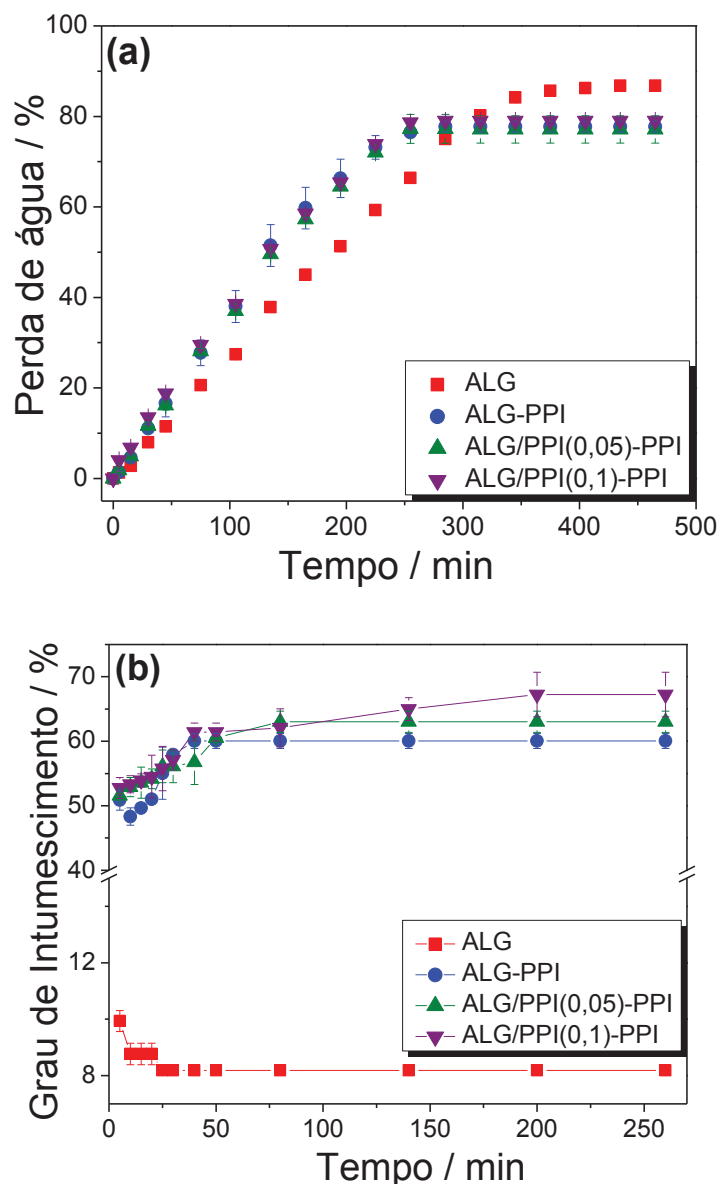 (a)
Perda de água / %
100
80
60
40
20
0
ALG
ALG-PPI
ALG/PPI(0,05)-PPI
ALG/PPI(0,1)-PPI
0 100 200 300 400 500
Tempo / min
(b)
Grau de Intumescimento / %
70
60
50
40
12
8
ALG
ALG-PPI
ALG/PPI(0,05)-PPI
ALG/PPI(0,1)-PPI
0 50 100 150 200 250
Tempo / min